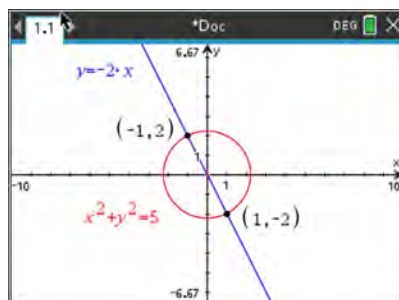 1.1 *Doc DEG
6.67 y
y=-2·x
(-1,2)
1
x
-10 1 10
x²+y²=5
(1,-2)
-6.67